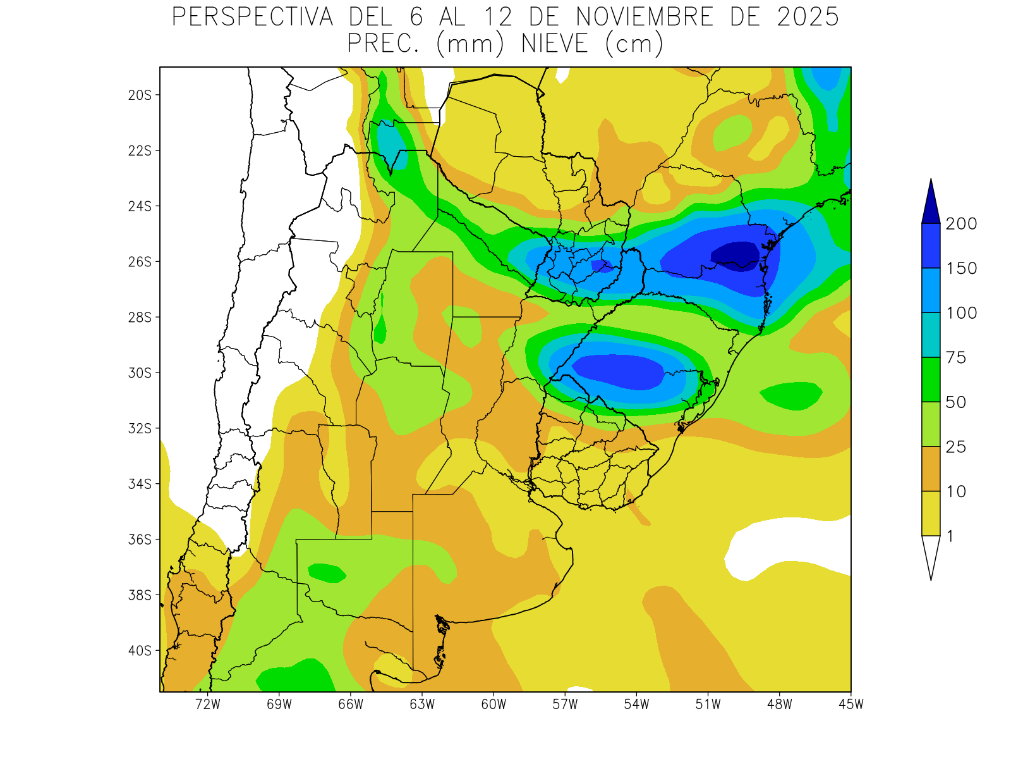 PERSPECTIVA DEL 6 AL 12 DE NOVIEMBRE DE 2025
PREC. (mm) NIEVE (cm)
20S
22S
24S
26S
28S
30S
32S
34S
36S
38S
40S
72W 69W 66W 63W 60W 57W 54W 51W 48W 45W
200
150
100
75
50
25
10
1